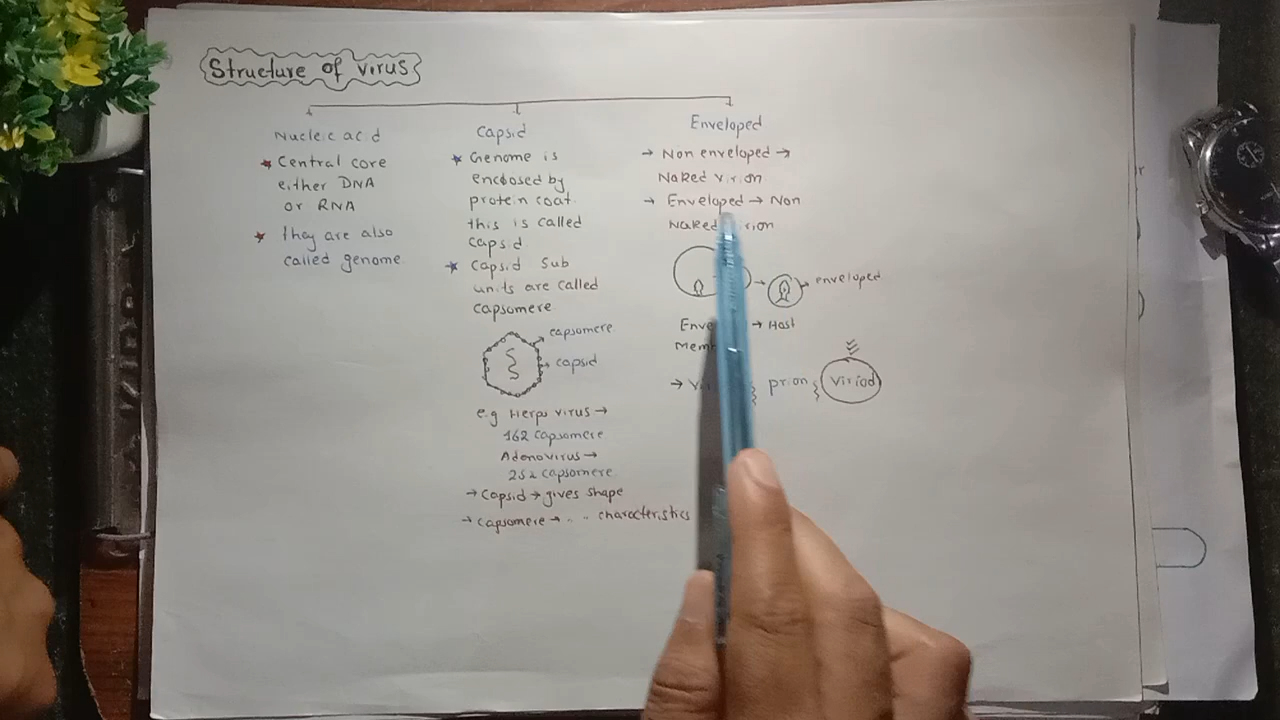 Structure of virus
Nucleic acid
* Central core
either DNA
or RNA
* They are also
called genome
Capsid
* Genome is
enclosed by
protein coat.
this is called
capsid
* Capsid Sub
units are called
capsomere
capsomere
capsid
e.g Herps virus →
162 capsomere
Adenovirus →
252 capsomere
→ Capsid → gives shape
→ capsomere → " " characteristics
Enveloped
→ Non enveloped →
Naked virion
→ Enveloped → Non
Naked
enveloped
→ Host
→
prion
viriod